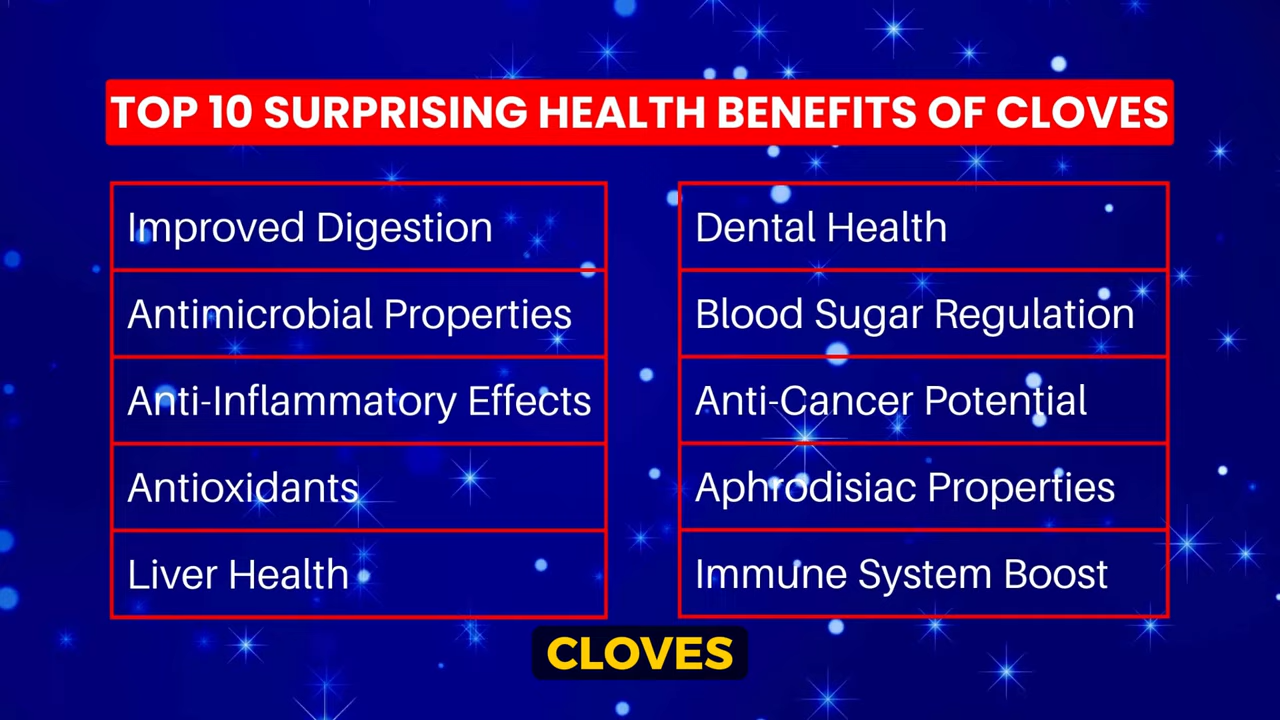 TOP 10 SURPRISING HEALTH BENEFITS OF CLOVES
Improved Digestion
Antimicrobial Properties
Anti-Inflammatory Effects
Antioxidants
Liver Health
Dental Health
Blood Sugar Regulation
Anti-Cancer Potential
Aphrodisiac Properties
Immune System Boost
CLOVES